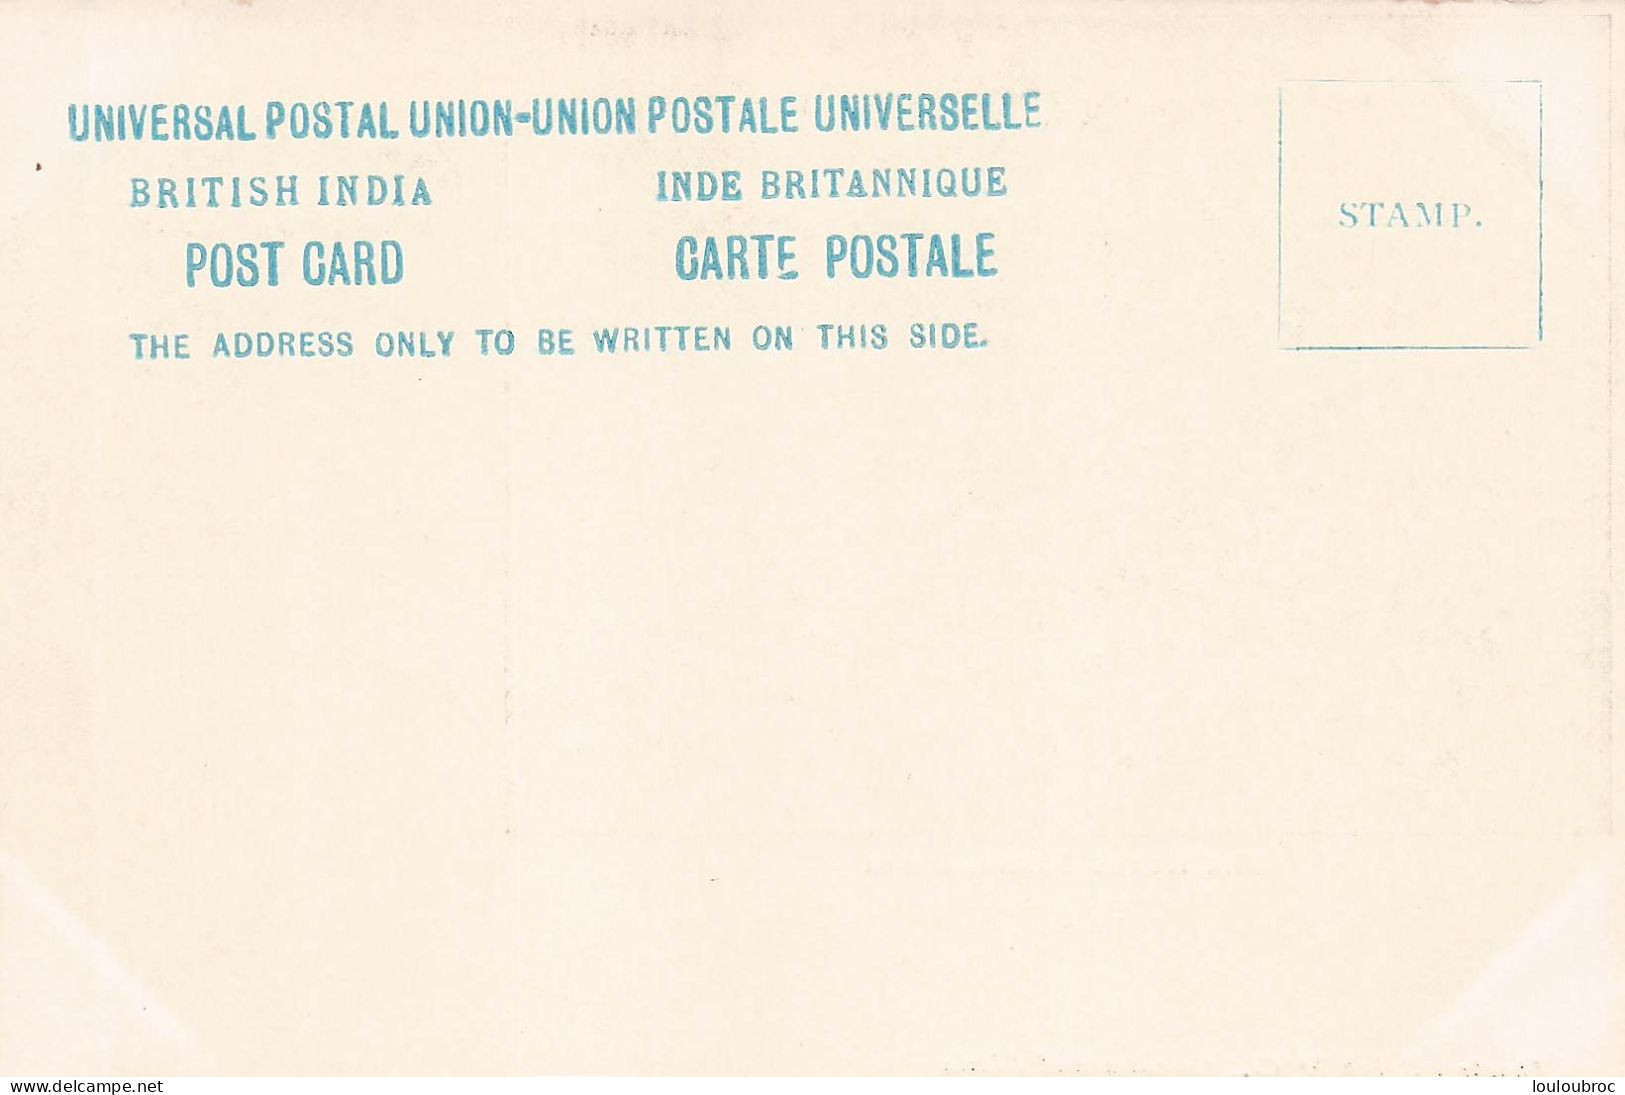 UNIVERSAL POSTAL UNION-UNION POSTALE UNIVERSELLE
BRITISH INDIA INDE BRITANNIQUE
POST CARD CARTE POSTALE
STAMP.
THE ADDRESS ONLY TO BE WRITTEN ON THIS SIDE.
delcampe.net
louloubroc